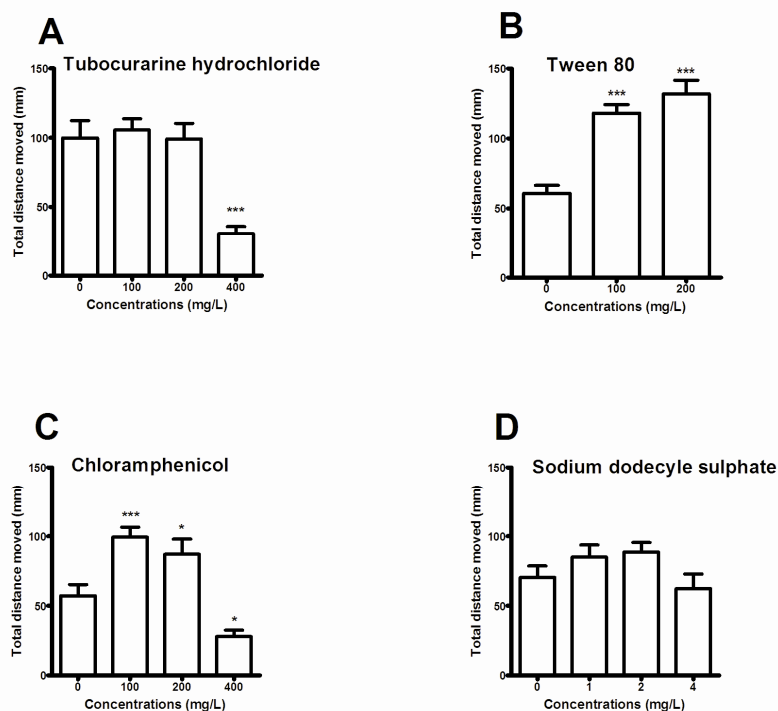 A
Tubocurarine hydrochloride
Total distance moved (mm)
150
100
50
0
***
0 100 200 400
Concentrations (mg/L)
B
Tween 80
Total distance moved (mm)
150
100
50
0
***
***
0 100 200
Concentrations (mg/L)
C
Chloramphenicol
Total distance moved (mm)
150
100
50
0
***
*
*
0 100 200 400
Concentrations (mg/L)
D
Sodium dodecyle sulphate
Total distance moved (mm)
150
100
50
0
0 1 2 4
Concentrations (mg/L)